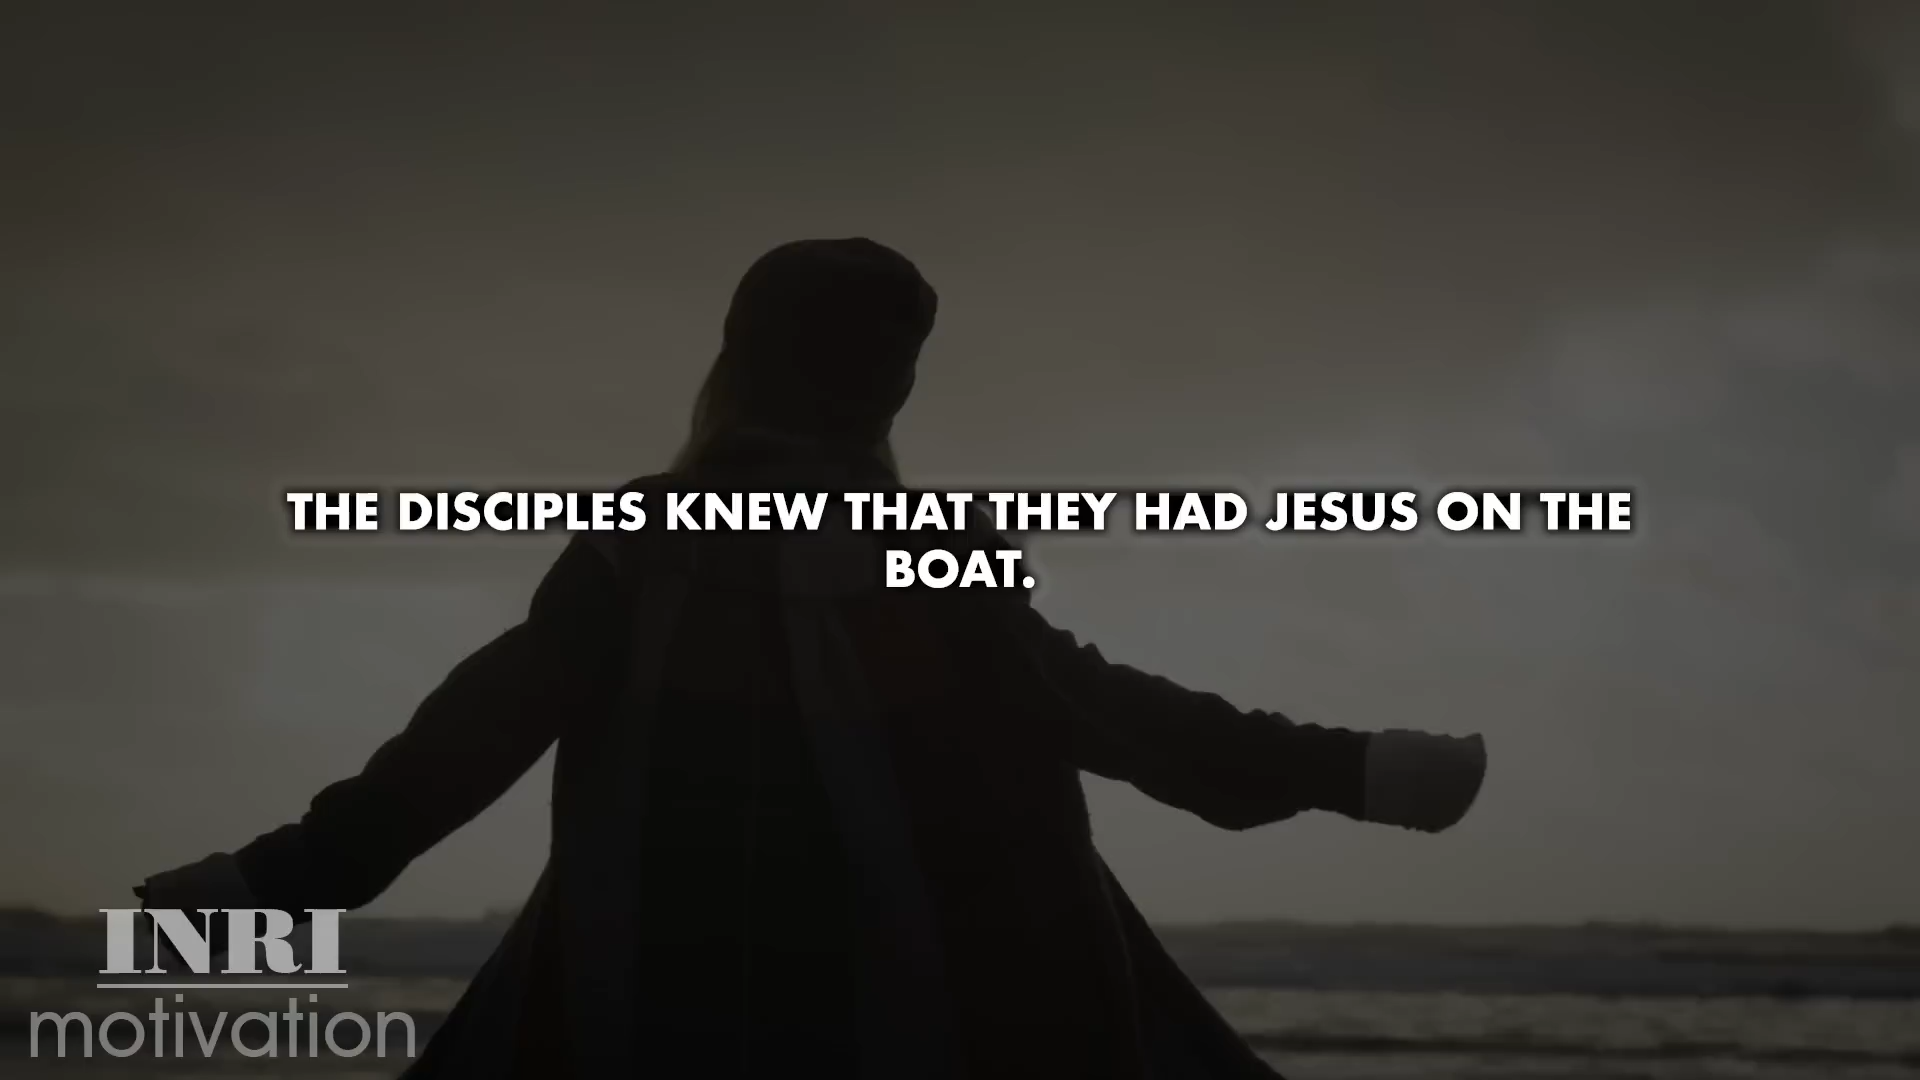 THE DISCIPLES KNEW THAT THEY HAD JESUS ON THE
BOAT.
INRI
motivation